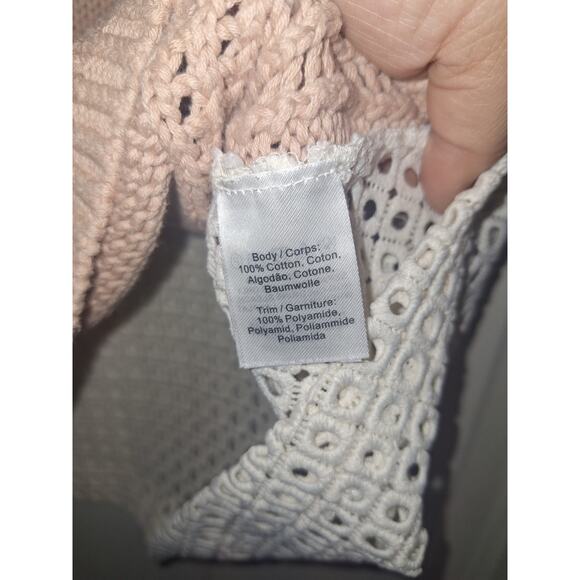 Body / Corps:
100% Cotton, Coton,
Algodão, Cotone,
Baumwolle
Trim / Garniture:
100% Polyamide,
Polyamid, Poliammide
Poliamida